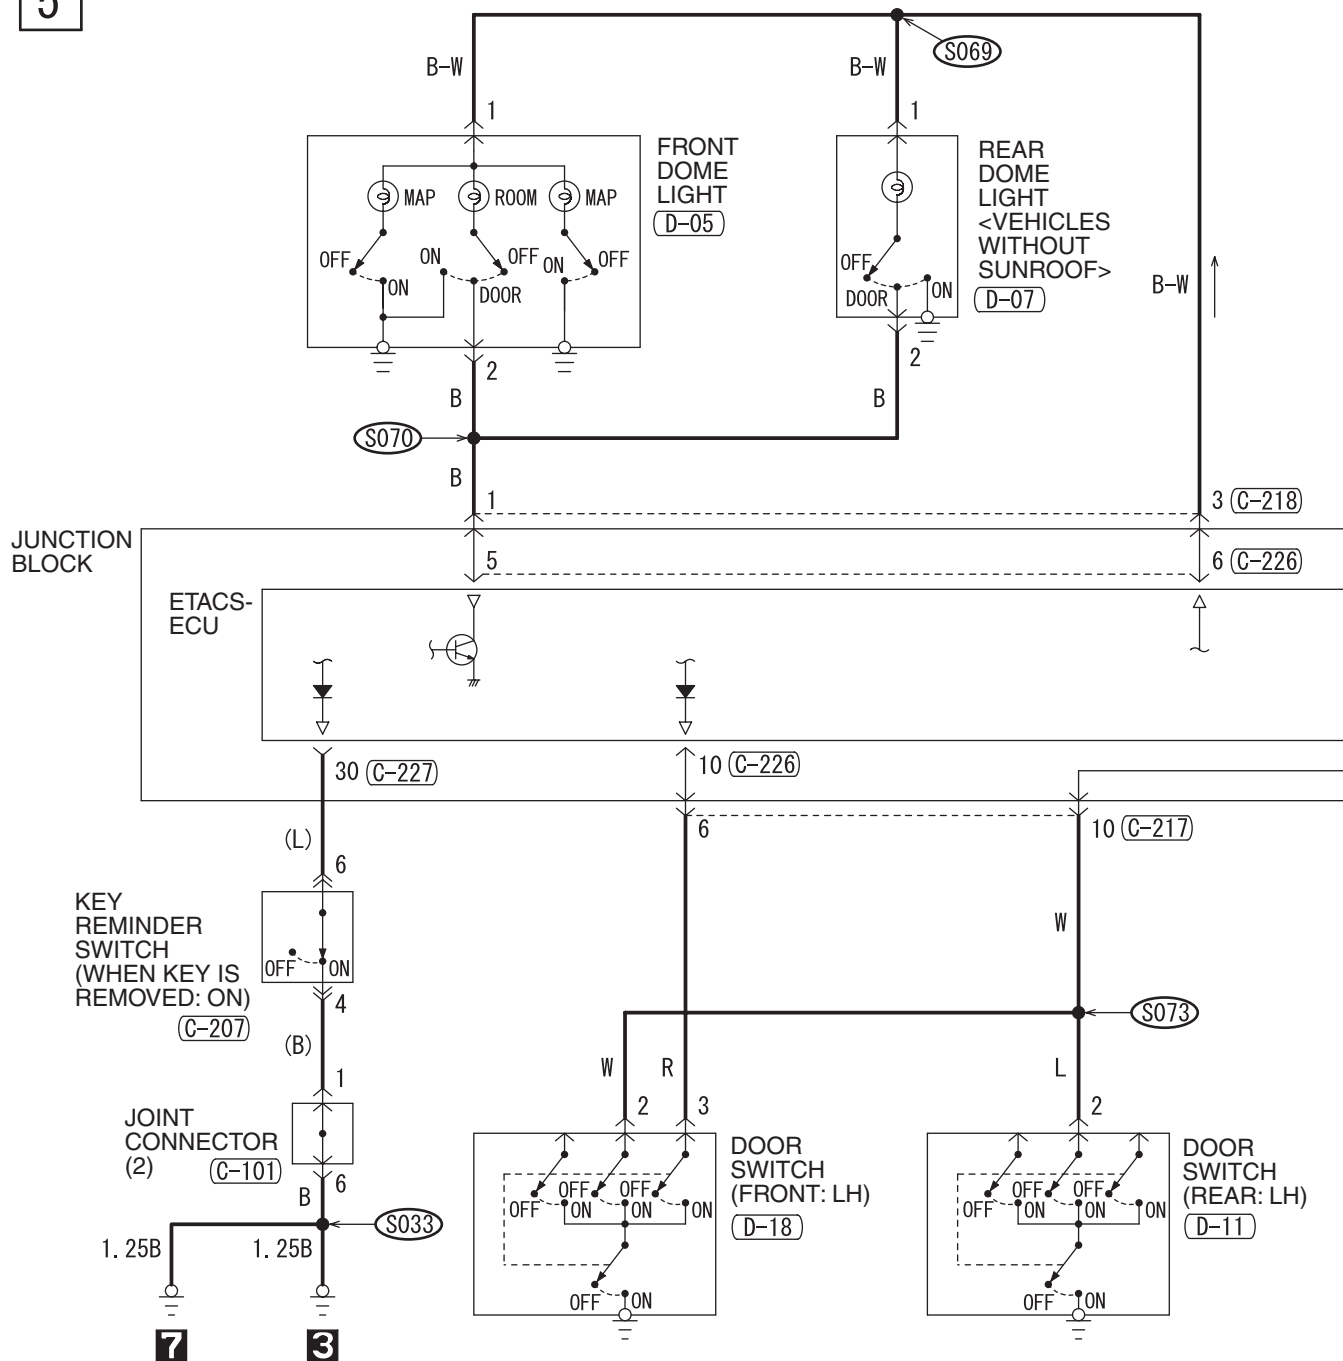 5
S069
B-W
B-W
1
1
FRONT
DOME
LIGHT
D-05
REAR
DOME
LIGHT
<VEHICLES
WITHOUT
SUNROOF>
D-07
MAP
ROOM
MAP
OFF
ON
ON
OFF
DOOR
ON
OFF
OFF
DOOR
ON
B-W
2
2
B
B
S070
B
1
3 C-218
JUNCTION
BLOCK
5
6 C-226
ETACS-
ECU
30 C-227
10 C-226
6
10 C-217
(L)
6
KEY
REMINDER
SWITCH
(WHEN KEY IS
REMOVED: ON)
C-207
OFF
ON
4
(B)
1
W
S073
W
R
L
2
3
2
JOINT
CONNECTOR
(2)
C-101
6
B
S033
1.25B
1.25B
7
3
DOOR
SWITCH
(FRONT: LH)
D-18
OFF
OFF
ON
OFF
ON
ON
OFF
ON
DOOR
SWITCH
(REAR: LH)
D-11
OFF
OFF
ON
OFF
ON
ON
OFF
ON